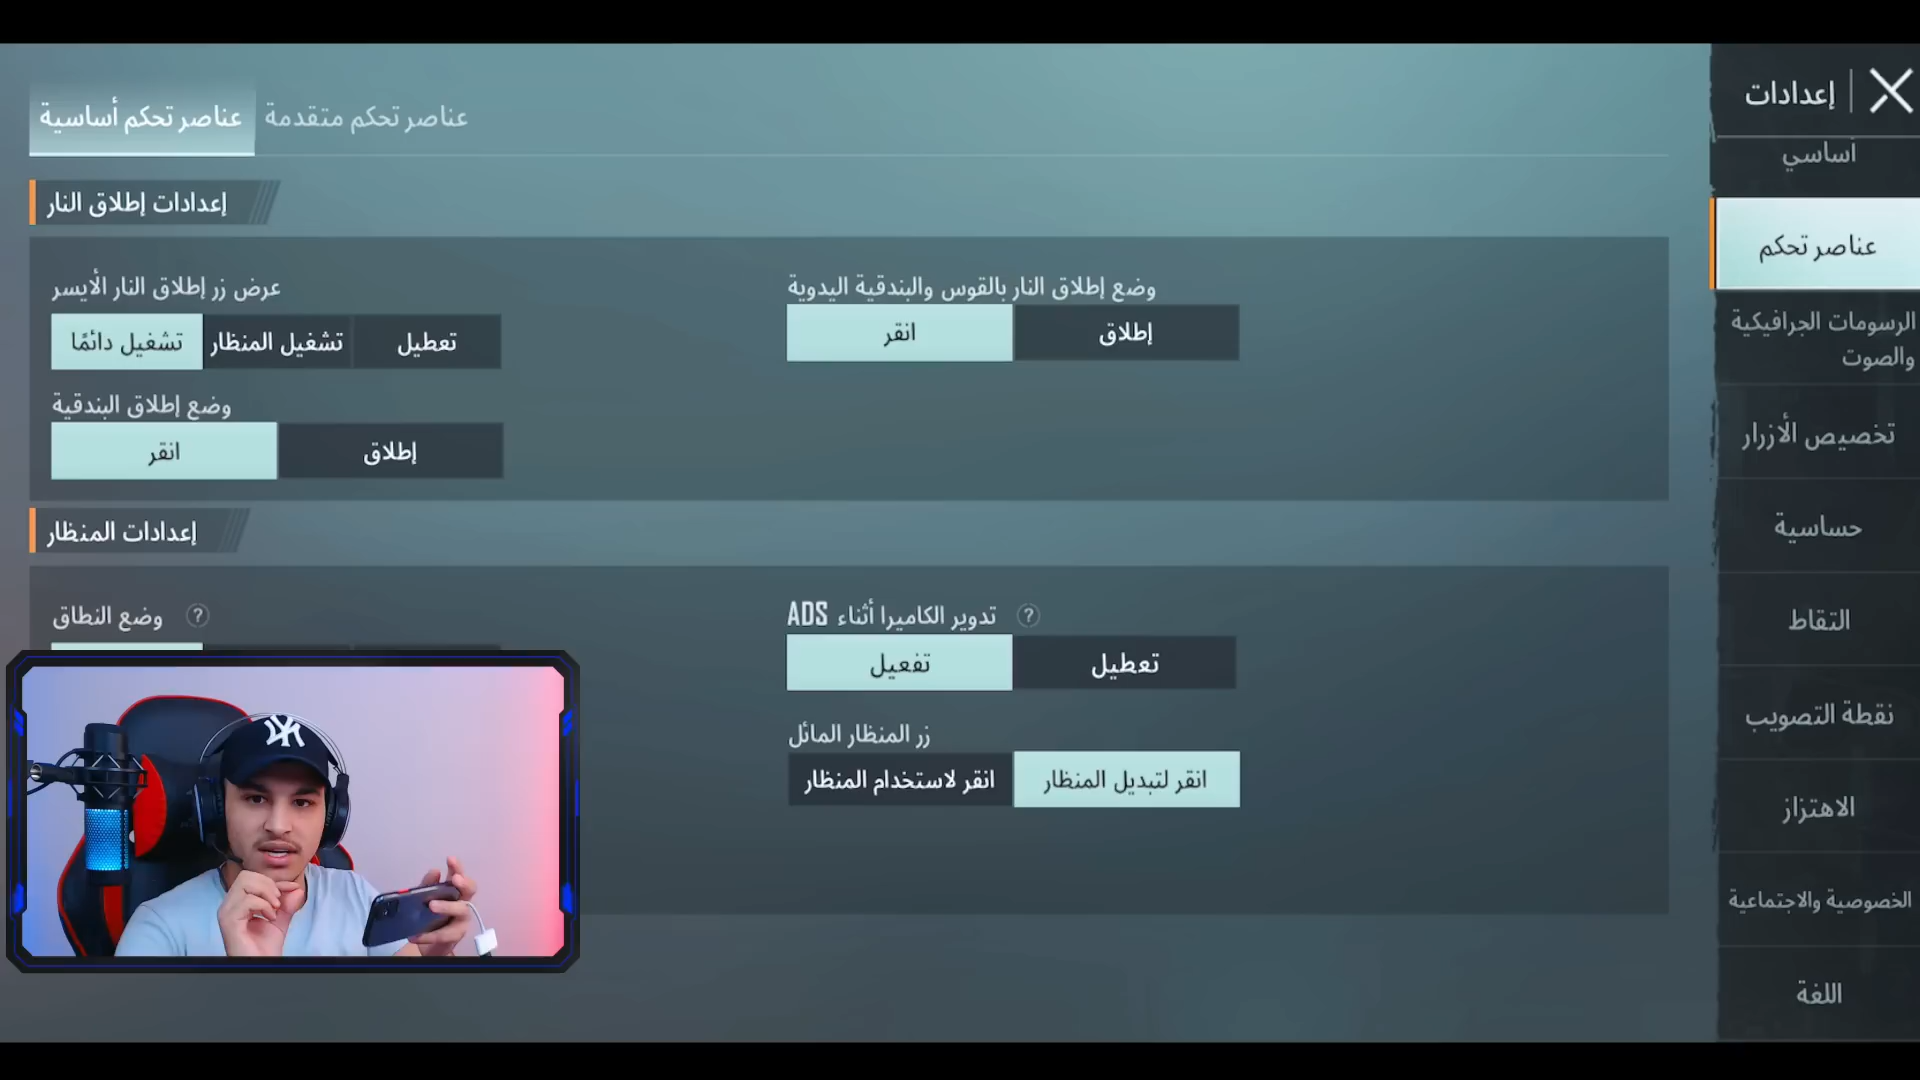 إعدادات
عناصر تحكم أساسية
عناصر تحكم متقدمة
إعدادات إطلاق النار
عرض زر إطلاق النار الأيسر
تشغيل دائمًا
تشغيل المنظار
تعطيل
وضع إطلاق النار بالقوس والبندقية اليدوية
انقر
إطلاق
وضع إطلاق البندقية
انقر
إطلاق
إعدادات المنظار
وضع النطاق ?
تدوير الكاميرا أثناء ADS ?
تفعيل
تعطيل
زر المنظار المائل
انقر لاستخدام المنظار
انقر لتبديل المنظار
أساسي
عناصر تحكم
الرسومات الجرافيكية
والصوت
تخصيص الأزرار
حساسية
التقاط
نقطة التصويب
الاهتزاز
الخصوصية والاجتماعية
اللغة
NY